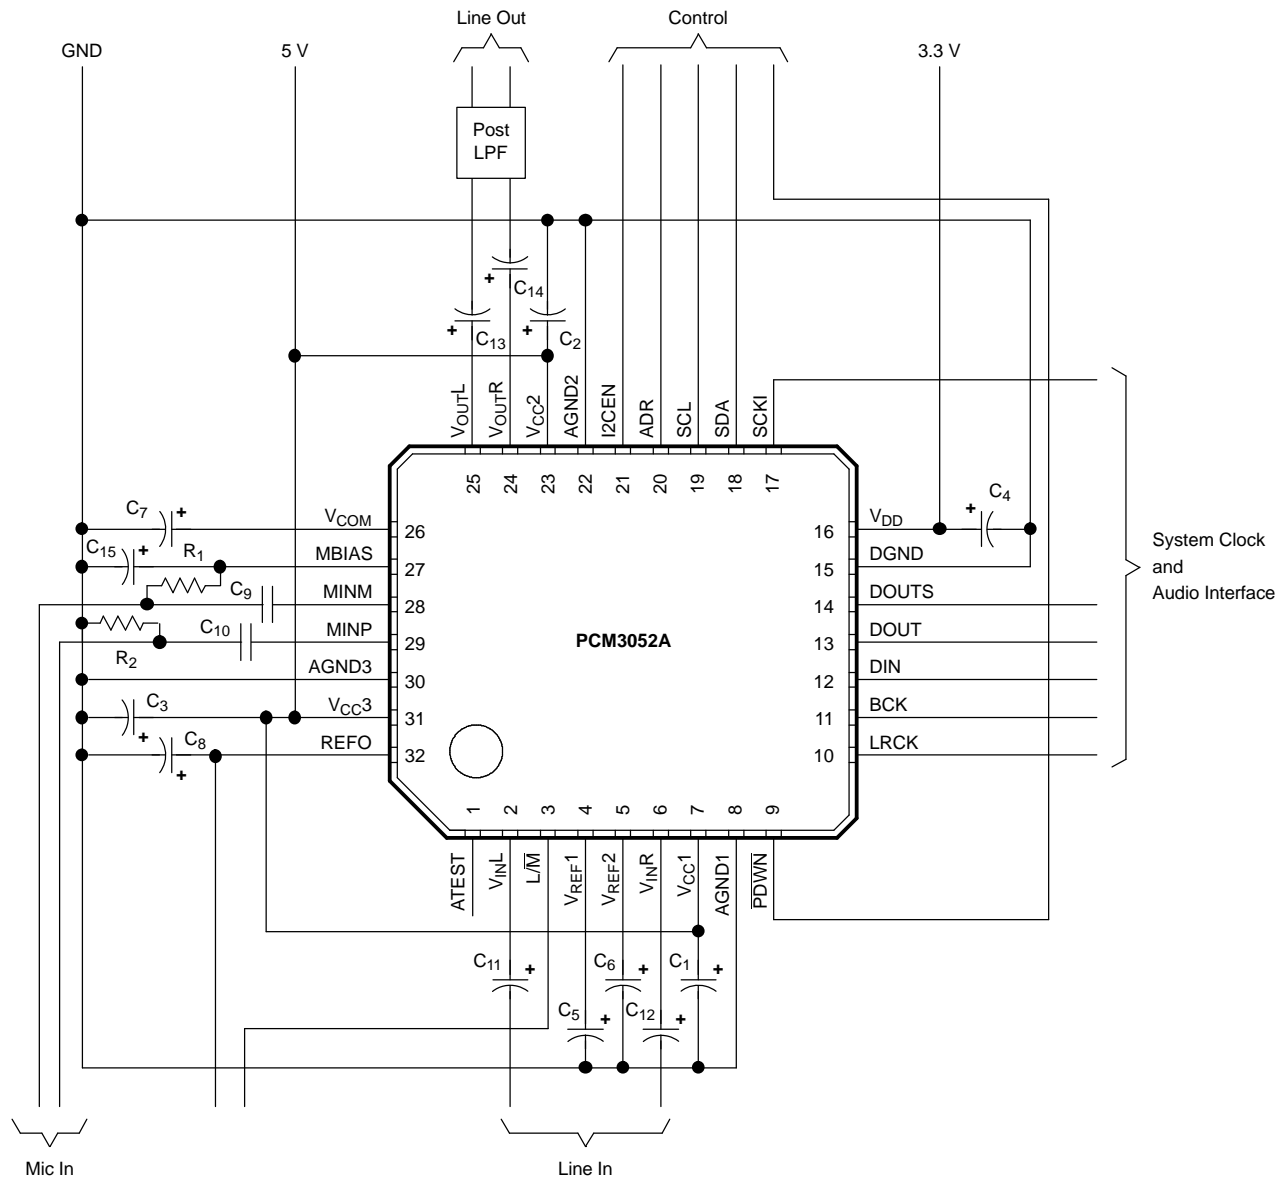 Line Out
Control
GND
5 V
3.3 V
Post
LPF
+
C14
+
C13
+
C2
VOUTL
VOUTR
VCC2
AGND2
I2CEN
ADR
SCL
SDA
SCKI
25
24
23
22
21
20
19
18
17
C7
+
VCOM
26
C15
+
R1
MBIAS
27
C9
MINM
28
C10
MINP
29
R2
AGND3
30
C3
+
VCC3
31
C8
+
REFO
32
PCM3052A
16
VDD
+
C4
15
DGND
14
DOUTS
13
DOUT
12
DIN
11
BCK
10
LRCK
System Clock
and
Audio Interface
1
2
3
4
5
6
7
8
9
ATEST
VINL
L/M
VREF1
VREF2
VINR
VCC1
AGND1
PDWN
C11
+
C6
+
C1
+
C5
+
C12
+
Mic In
Line In